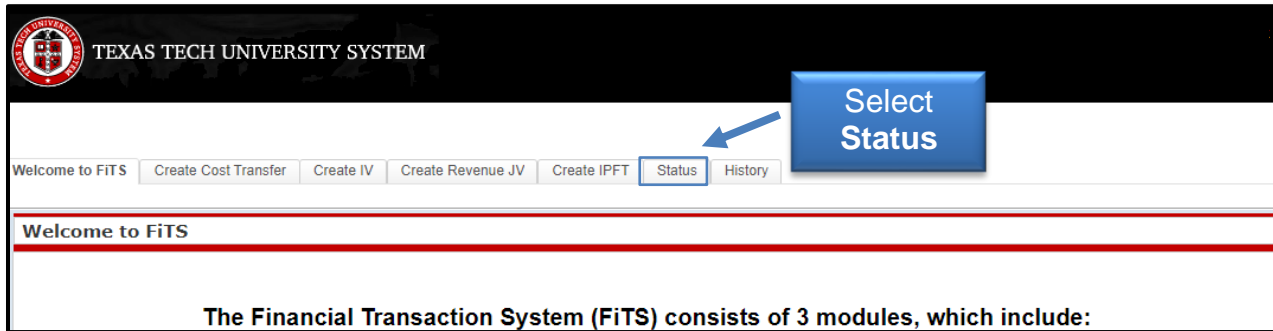 TEXAS TECH UNIVERSITY SYSTEM
Select
Status
Welcome to FiTS Create Cost Transfer Create IV Create Revenue JV Create IPFT Status History
Welcome to FiTS
The Financial Transaction System (FiTS) consists of 3 modules, which include: